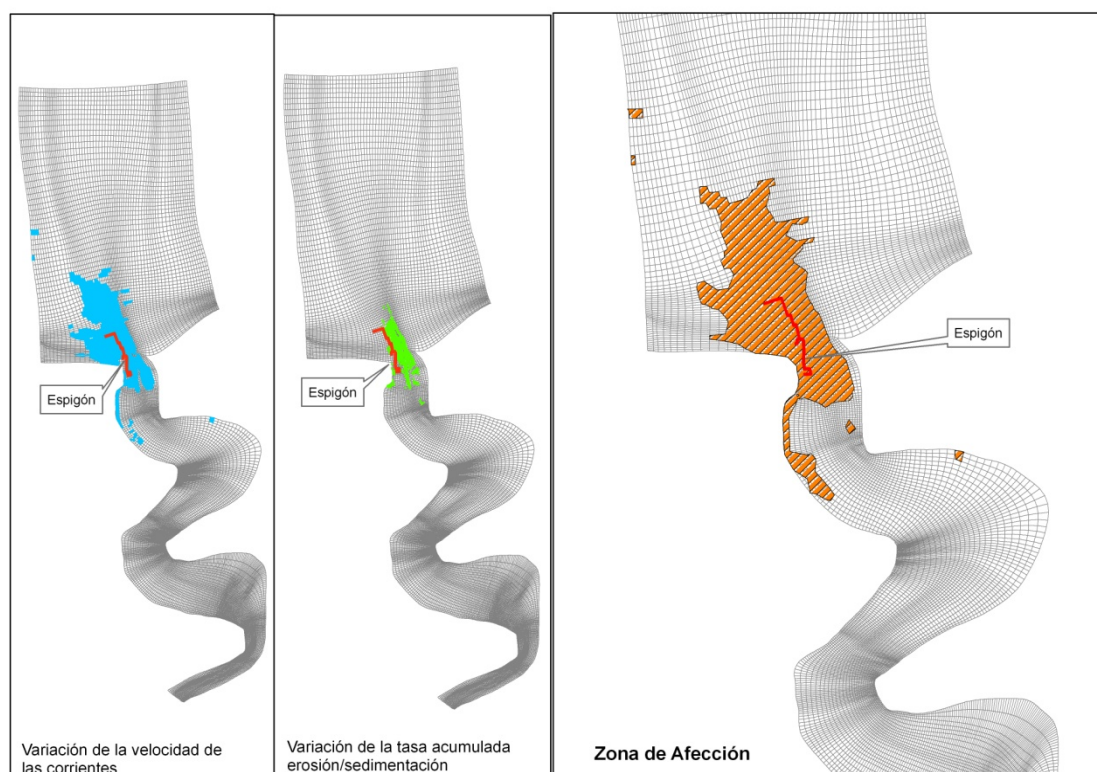 Espigón
Variación de la velocidad de
las corrientes
Espigón
Variación de la tasa acumulada
erosión/sedimentación
Espigón
Zona de Afección